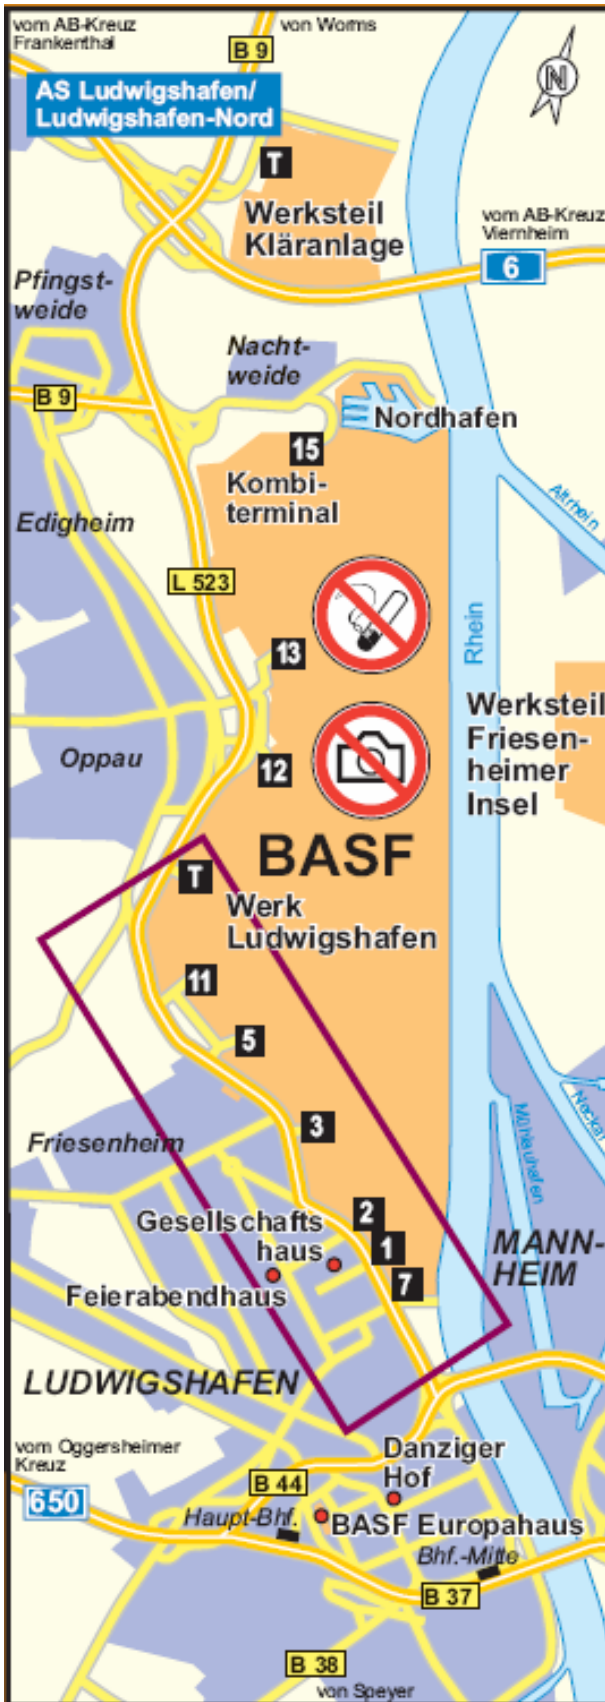 vom AB-Kreuz
Frankenthal
B 9
von Worms
N
AS Ludwigshafen/
Ludwigshafen-Nord
T
Werksteil
Kläranlage
vom AB-Kreuz
Viernheim
6
Pfingst-
weide
Nacht-
weide
B 9
Nordhafen
15
Kombi-
terminal
Altrhein
Edigheim
L 523
Rhein
13
Werksteil
Friesen-
heimer
Insel
Oppau
12
BASF
T
Werk
Ludwigshafen
11
5
Neckar
Mühlauhafen
3
Friesenheim
2
Gesellschafts
haus
1
MANN-
HEIM
7
Feierabendhaus
LUDWIGSHAFEN
vom Oggersheimer
Kreuz
Danziger
Hof
B 44
650
Haupt-Bhf.
BASF Europahaus
Bhf.-Mitte
B 37
B 38
von Speyer